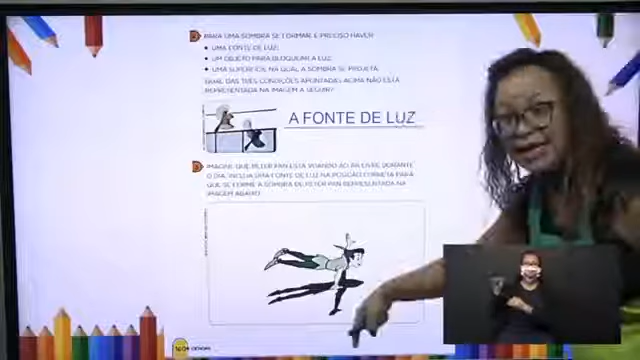 PARA UMA SOMBRA SE FORMAR, É PRECISO HAVER:
• UMA FONTE DE LUZ;
• UM OBJETO PARA BLOQUEAR A LUZ;
• UMA SUPERFÍCIE NA QUAL A SOMBRA SE PROJETA.
QUAL DAS TRÊS CONDIÇÕES APONTADAS ACIMA NÃO ESTÁ
REPRESENTADA NA IMAGEM A SEGUIR?
A FONTE DE LUZ
IMAGINE QUE PETER PAN ESTÁ VOANDO AO AR LIVRE DURANTE
O DIA. INCLUA UMA FONTE DE LUZ NA POSIÇÃO CORRETA PARA
QUE SE FORME A SOMBRA DE PETER PAN REPRESENTADA NA
IMAGEM ABAIXO.